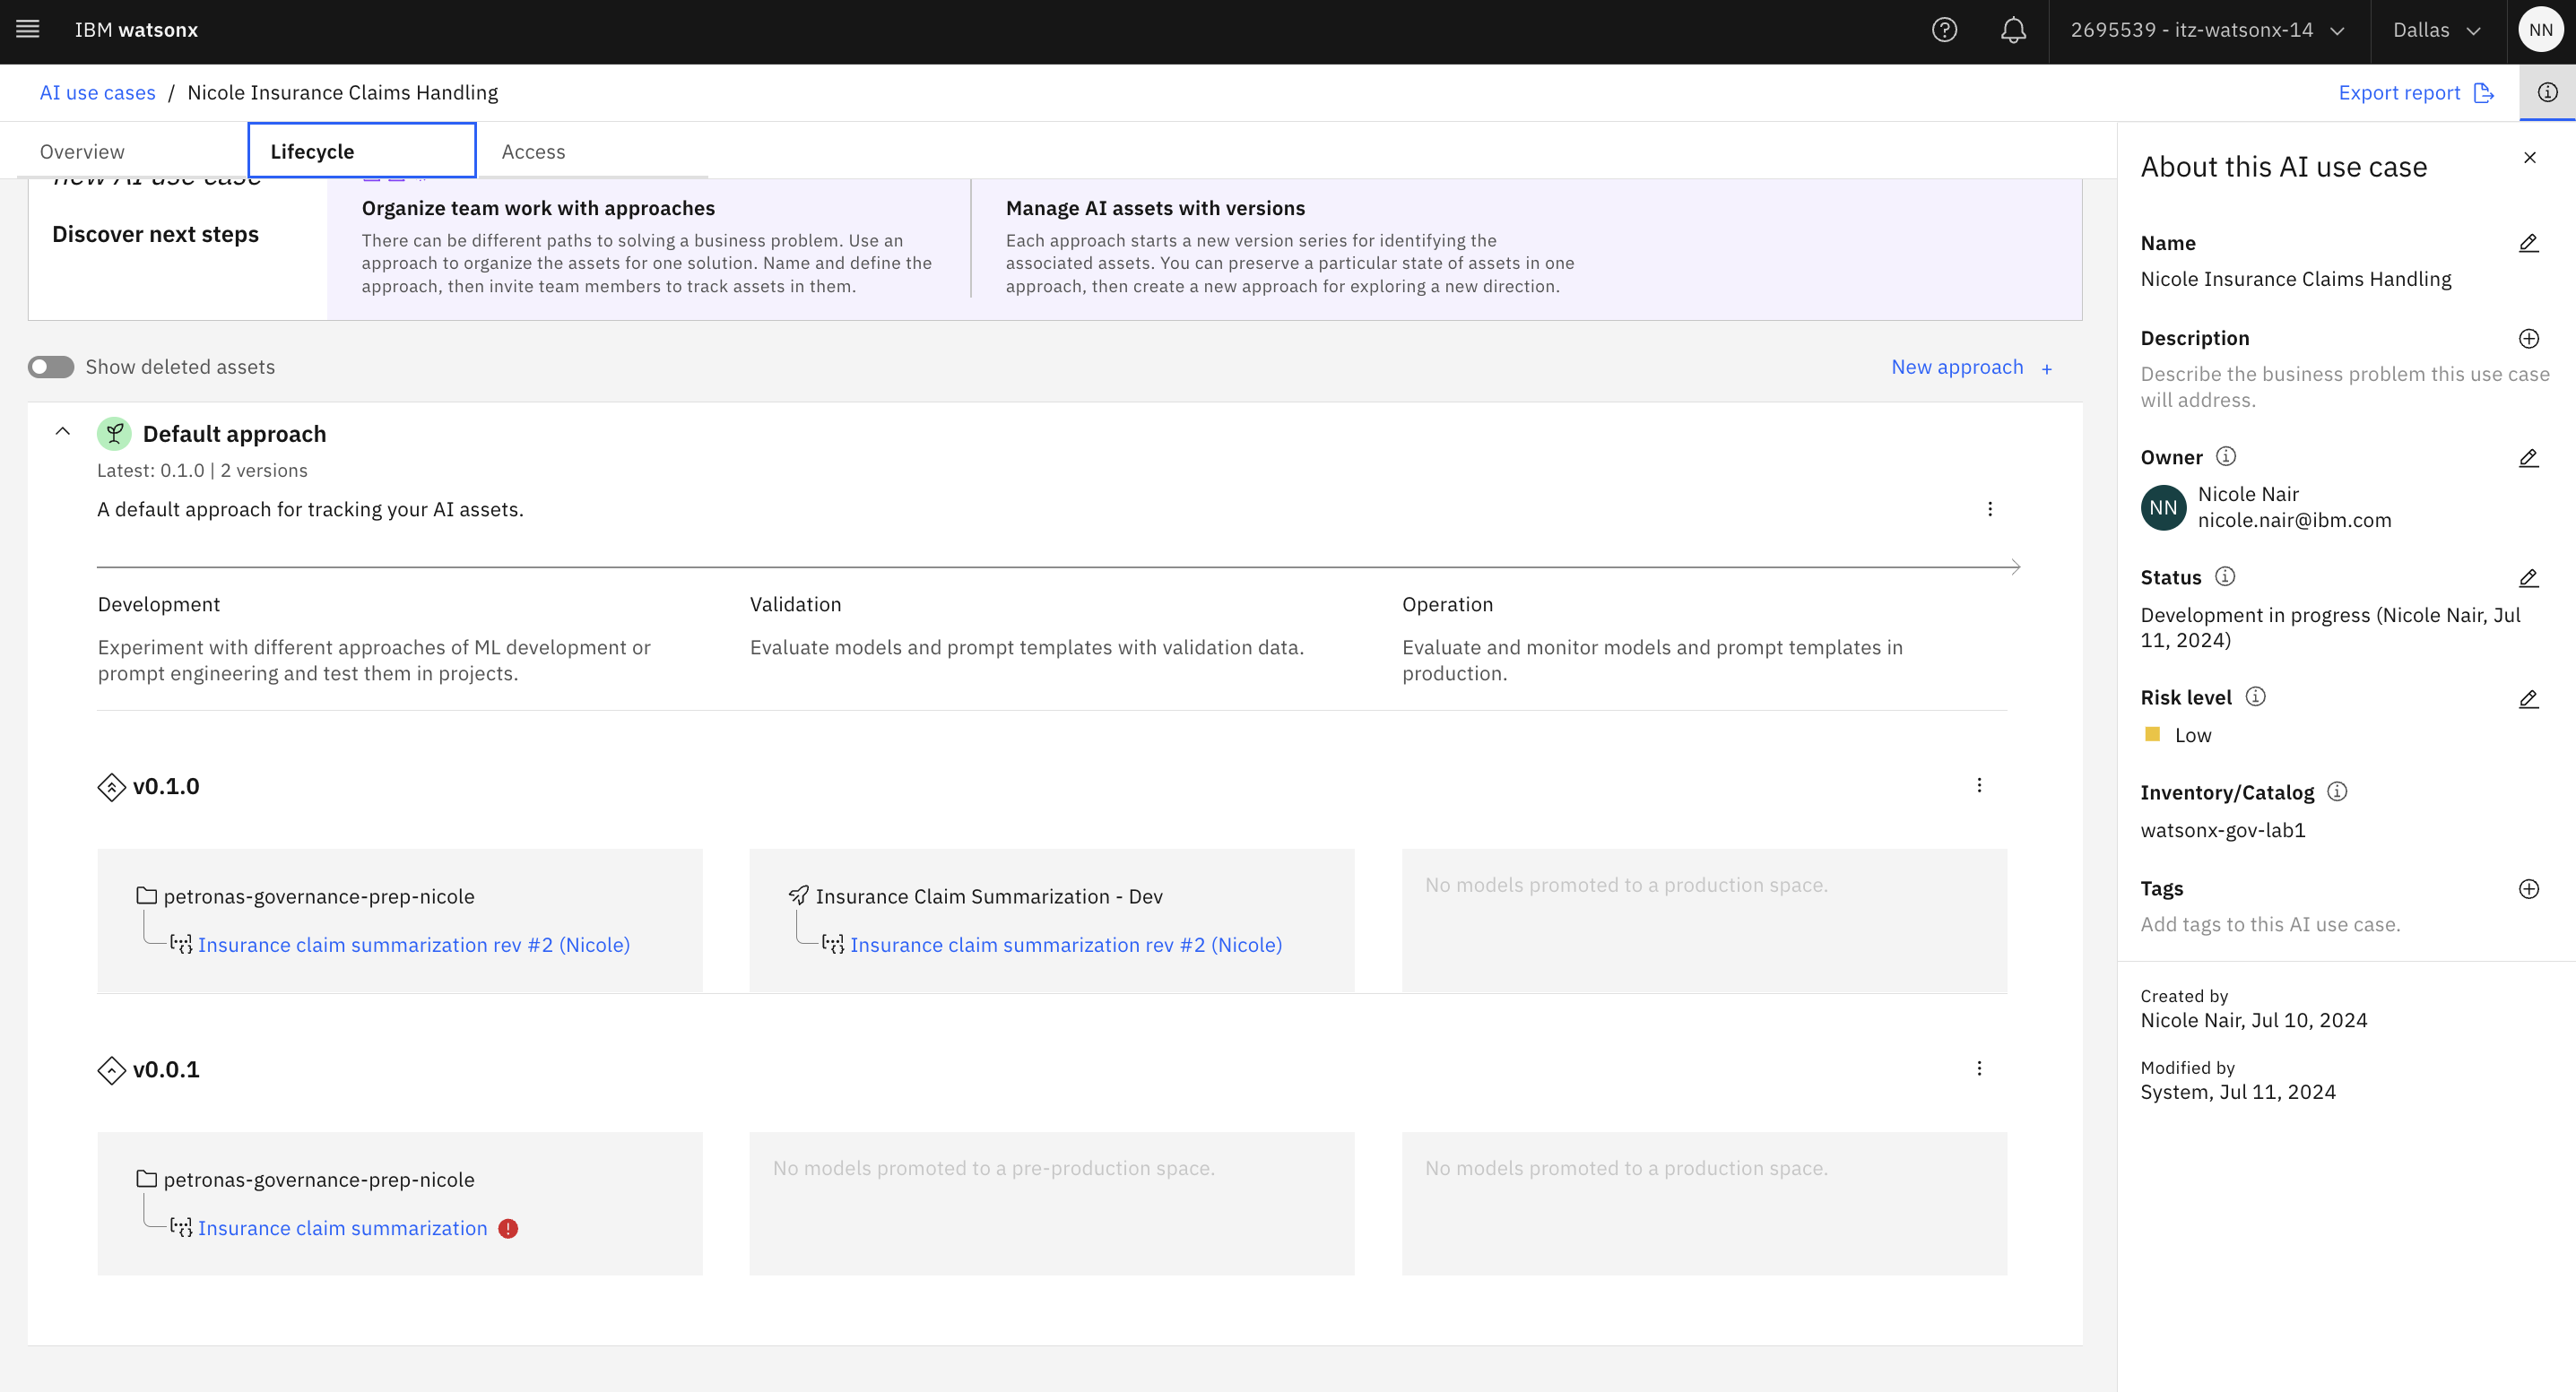 IBM watsonx
2695539 - itz-watsonx-14
Dallas
NN
AI use cases / Nicole Insurance Claims Handling
Export report
Overview
Lifecycle
Access
new AI use case
Discover next steps
Organize team work with approaches
There can be different paths to solving a business problem. Use an
approach to organize the assets for one solution. Name and define the
approach, then invite team members to track assets in them.
Manage AI assets with versions
Each approach starts a new version series for identifying the
associated assets. You can preserve a particular state of assets in one
approach, then create a new approach for exploring a new direction.
Show deleted assets
New approach +
Default approach
Latest: 0.1.0 | 2 versions
A default approach for tracking your AI assets.
Development
Experiment with different approaches of ML development or
prompt engineering and test them in projects.
Validation
Evaluate models and prompt templates with validation data.
Operation
Evaluate and monitor models and prompt templates in
production.
v0.1.0
petronas-governance-prep-nicole
Insurance claim summarization rev #2 (Nicole)
Insurance Claim Summarization - Dev
Insurance claim summarization rev #2 (Nicole)
No models promoted to a production space.
v0.0.1
petronas-governance-prep-nicole
Insurance claim summarization
No models promoted to a pre-production space.
No models promoted to a production space.
About this AI use case
Name
Nicole Insurance Claims Handling
Description
Describe the business problem this use case
will address.
Owner
NN
Nicole Nair
nicole.nair@ibm.com
Status
Development in progress (Nicole Nair, Jul
11, 2024)
Risk level
Low
Inventory/Catalog
watsonx-gov-lab1
Tags
Add tags to this AI use case.
Created by
Nicole Nair, Jul 10, 2024
Modified by
System, Jul 11, 2024